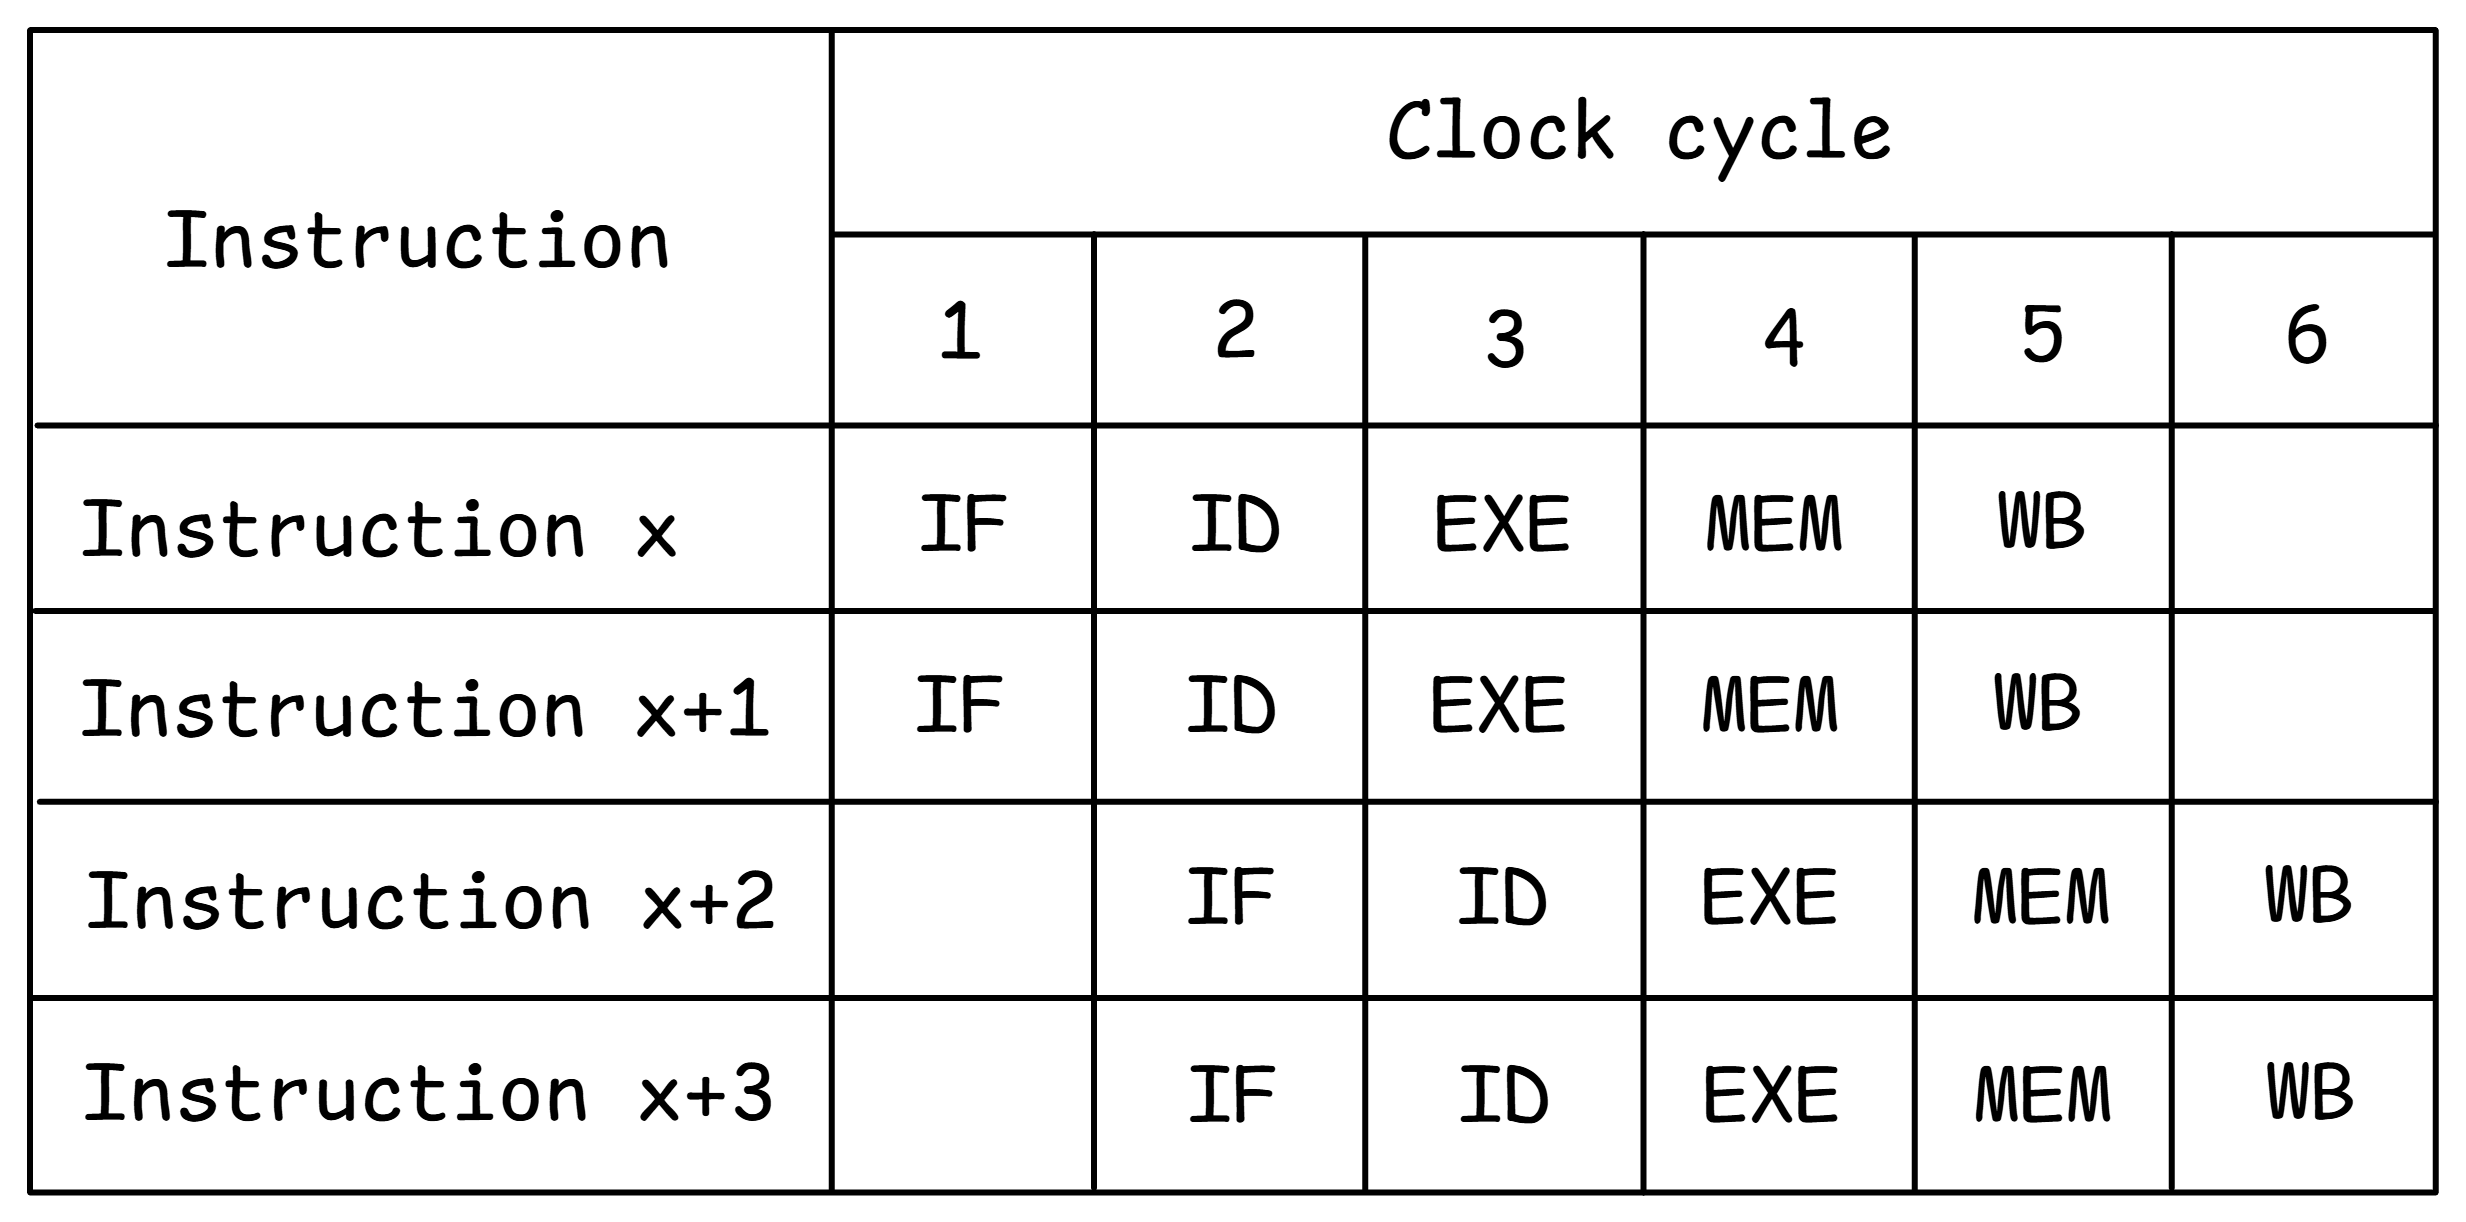 Clock cycle
Instruction
1 2 3 4 5 6
Instruction x IF ID EXE MEM WB
Instruction x+1 IF ID EXE MEM WB
Instruction x+2 IF ID EXE MEM WB
Instruction x+3 IF ID EXE MEM WB